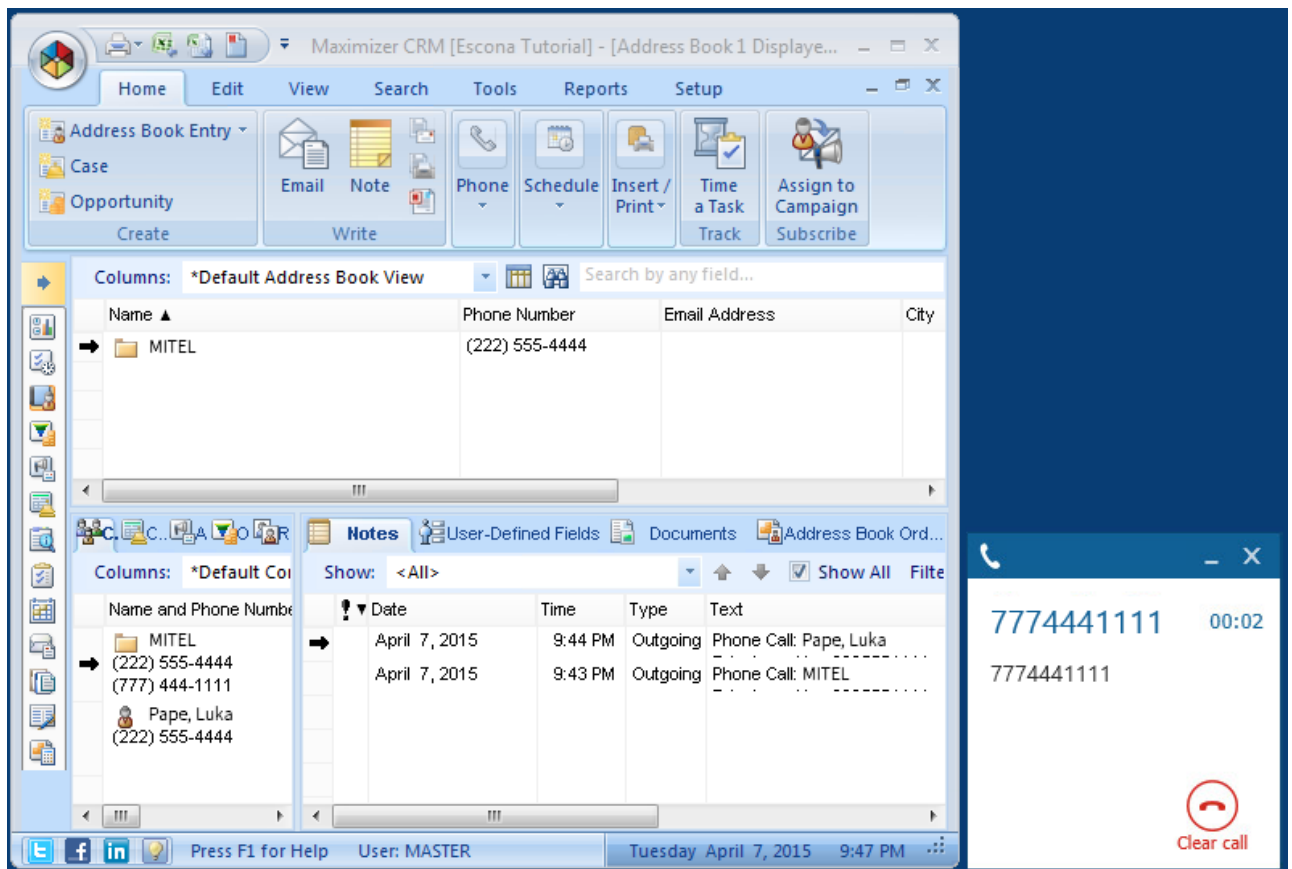 Maximizer CRM [Escona Tutorial] - [Address Book 1 Displaye...
Home Edit View Search Tools Reports Setup
Address Book Entry
Case
Opportunity
Create
Email Note
Write
Phone
Schedule
Insert /
Print
Time
a Task
Track
Assign to
Campaign
Subscribe
Columns: *Default Address Book View Search by any field...
Name ▲ Phone Number Email Address City
MITEL (222) 555-4444
C. C.. A O R
Notes User-Defined Fields Documents Address Book Ord...
Columns: *Default Cor
Show: <All> Show All Filte
Name and Phone Numbe
! ▼ Date Time Type Text
MITEL
(222) 555-4444
(777) 444-1111
Pape, Luka
(222) 555-4444
April 7, 2015 9:44 PM Outgoing Phone Call: Pape, Luka
April 7, 2015 9:43 PM Outgoing Phone Call: MITEL
Press F1 for Help User: MASTER Tuesday April 7, 2015 9:47 PM
7774441111 00:02
7774441111
Clear call